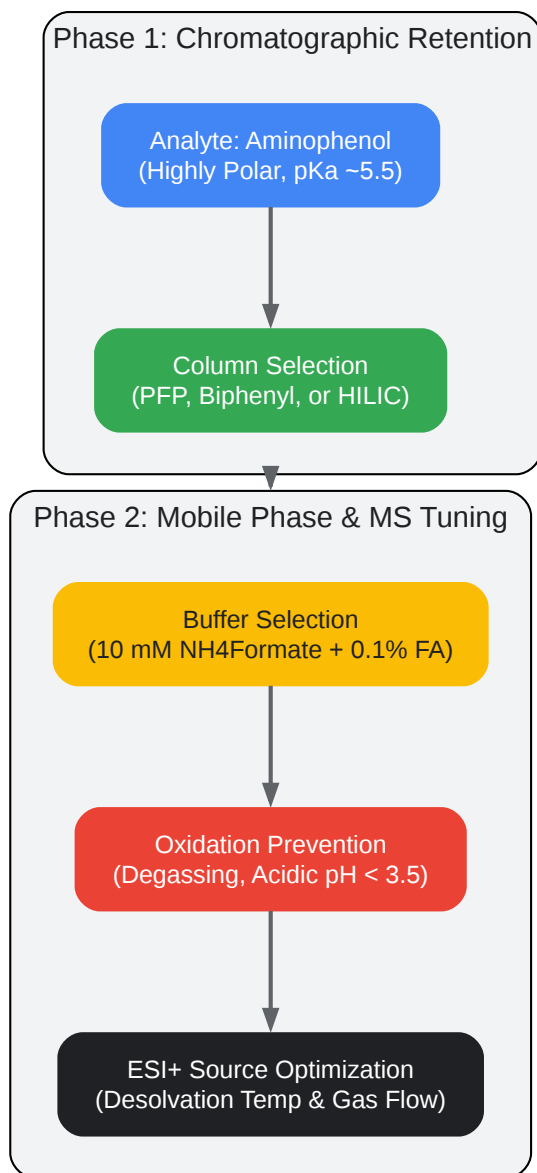 Phase 1: Chromatographic Retention
Analyte: Aminophenol
(Highly Polar, pKa ~5.5)
Column Selection
(PFP, Biphenyl, or HILIC)
Phase 2: Mobile Phase & MS Tuning
Buffer Selection
(10 mM NH4Formate + 0.1% FA)
Oxidation Prevention
(Degassing, Acidic pH < 3.5)
ESI+ Source Optimization
(Desolvation Temp & Gas Flow)